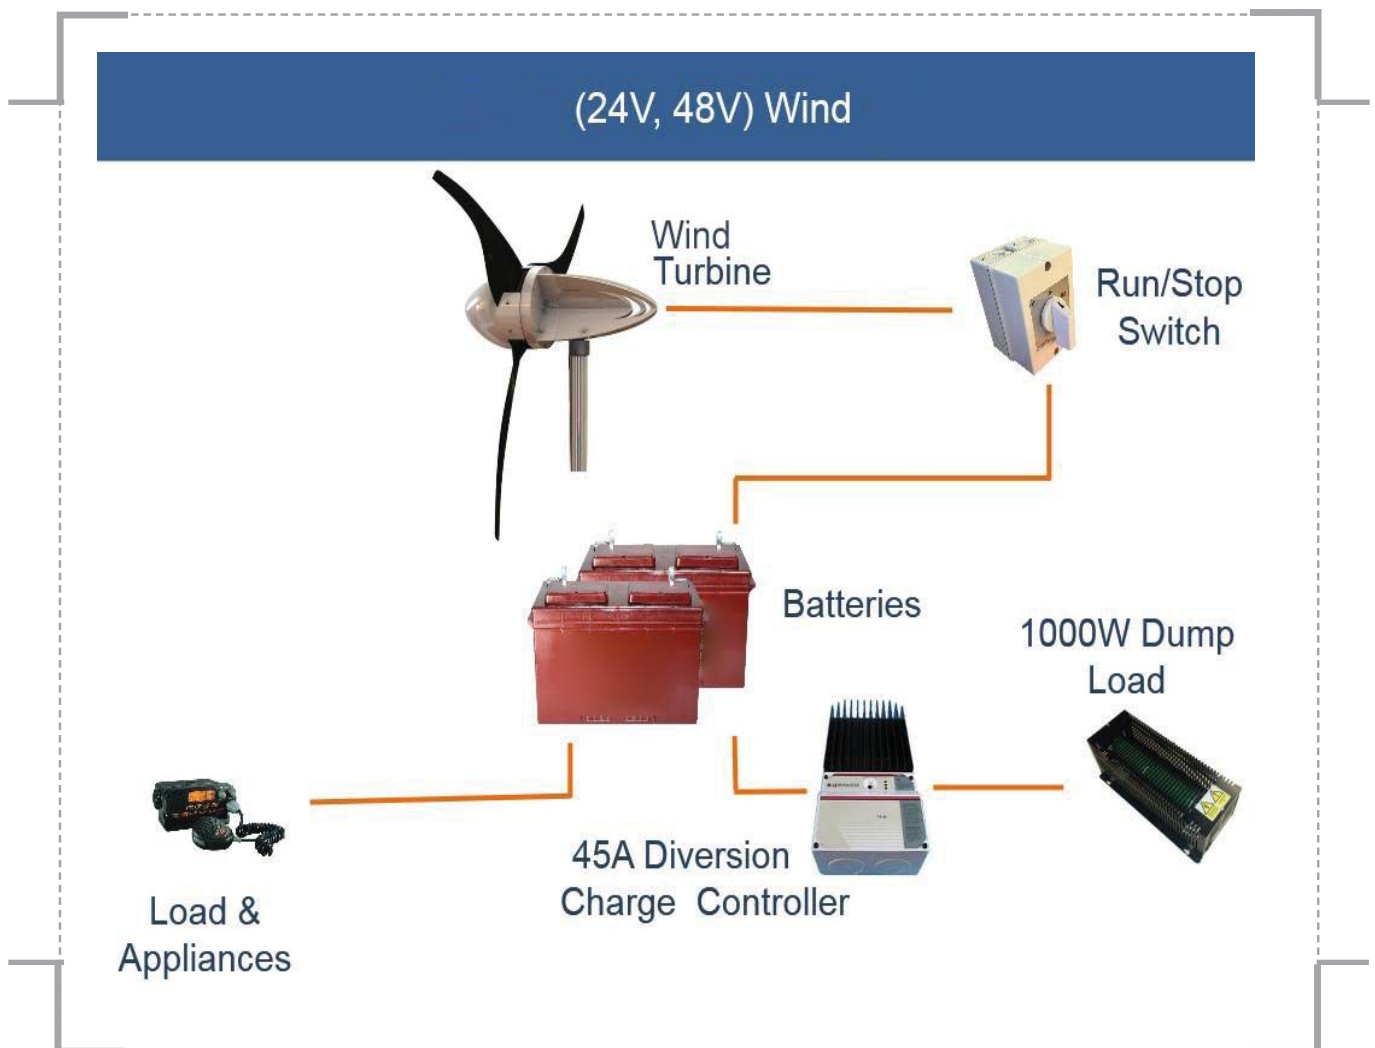 (24V, 48V) Wind
Wind
Turbine
Run/Stop
Switch
Batteries
1000W Dump
Load
45A Diversion
Charge Controller
Load &
Appliances